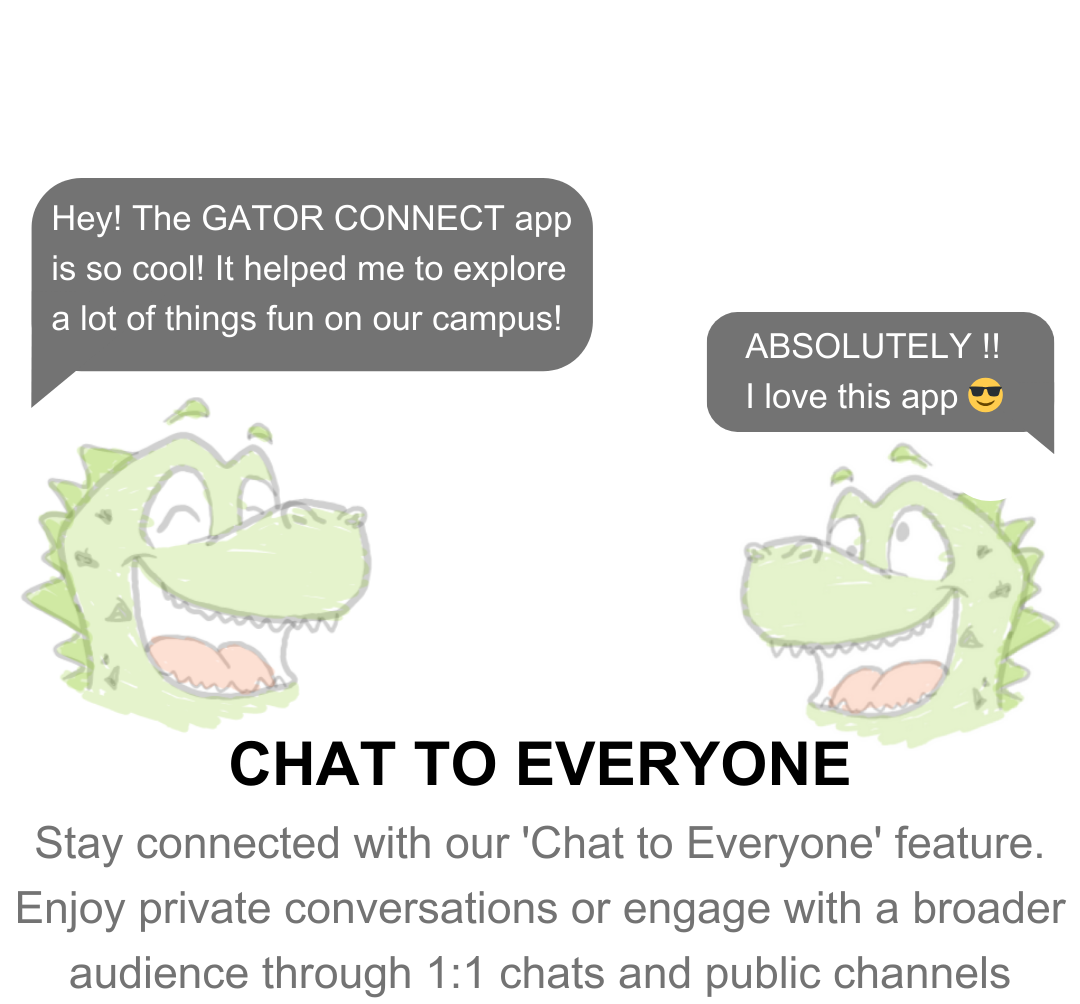 Hey! The GATOR CONNECT app
is so cool! It helped me to explore
a lot of things fun on our campus!
ABSOLUTELY !!
I love this app 😎
CHAT TO EVERYONE
Stay connected with our 'Chat to Everyone' feature.
Enjoy private conversations or engage with a broader
audience through 1:1 chats and public channels